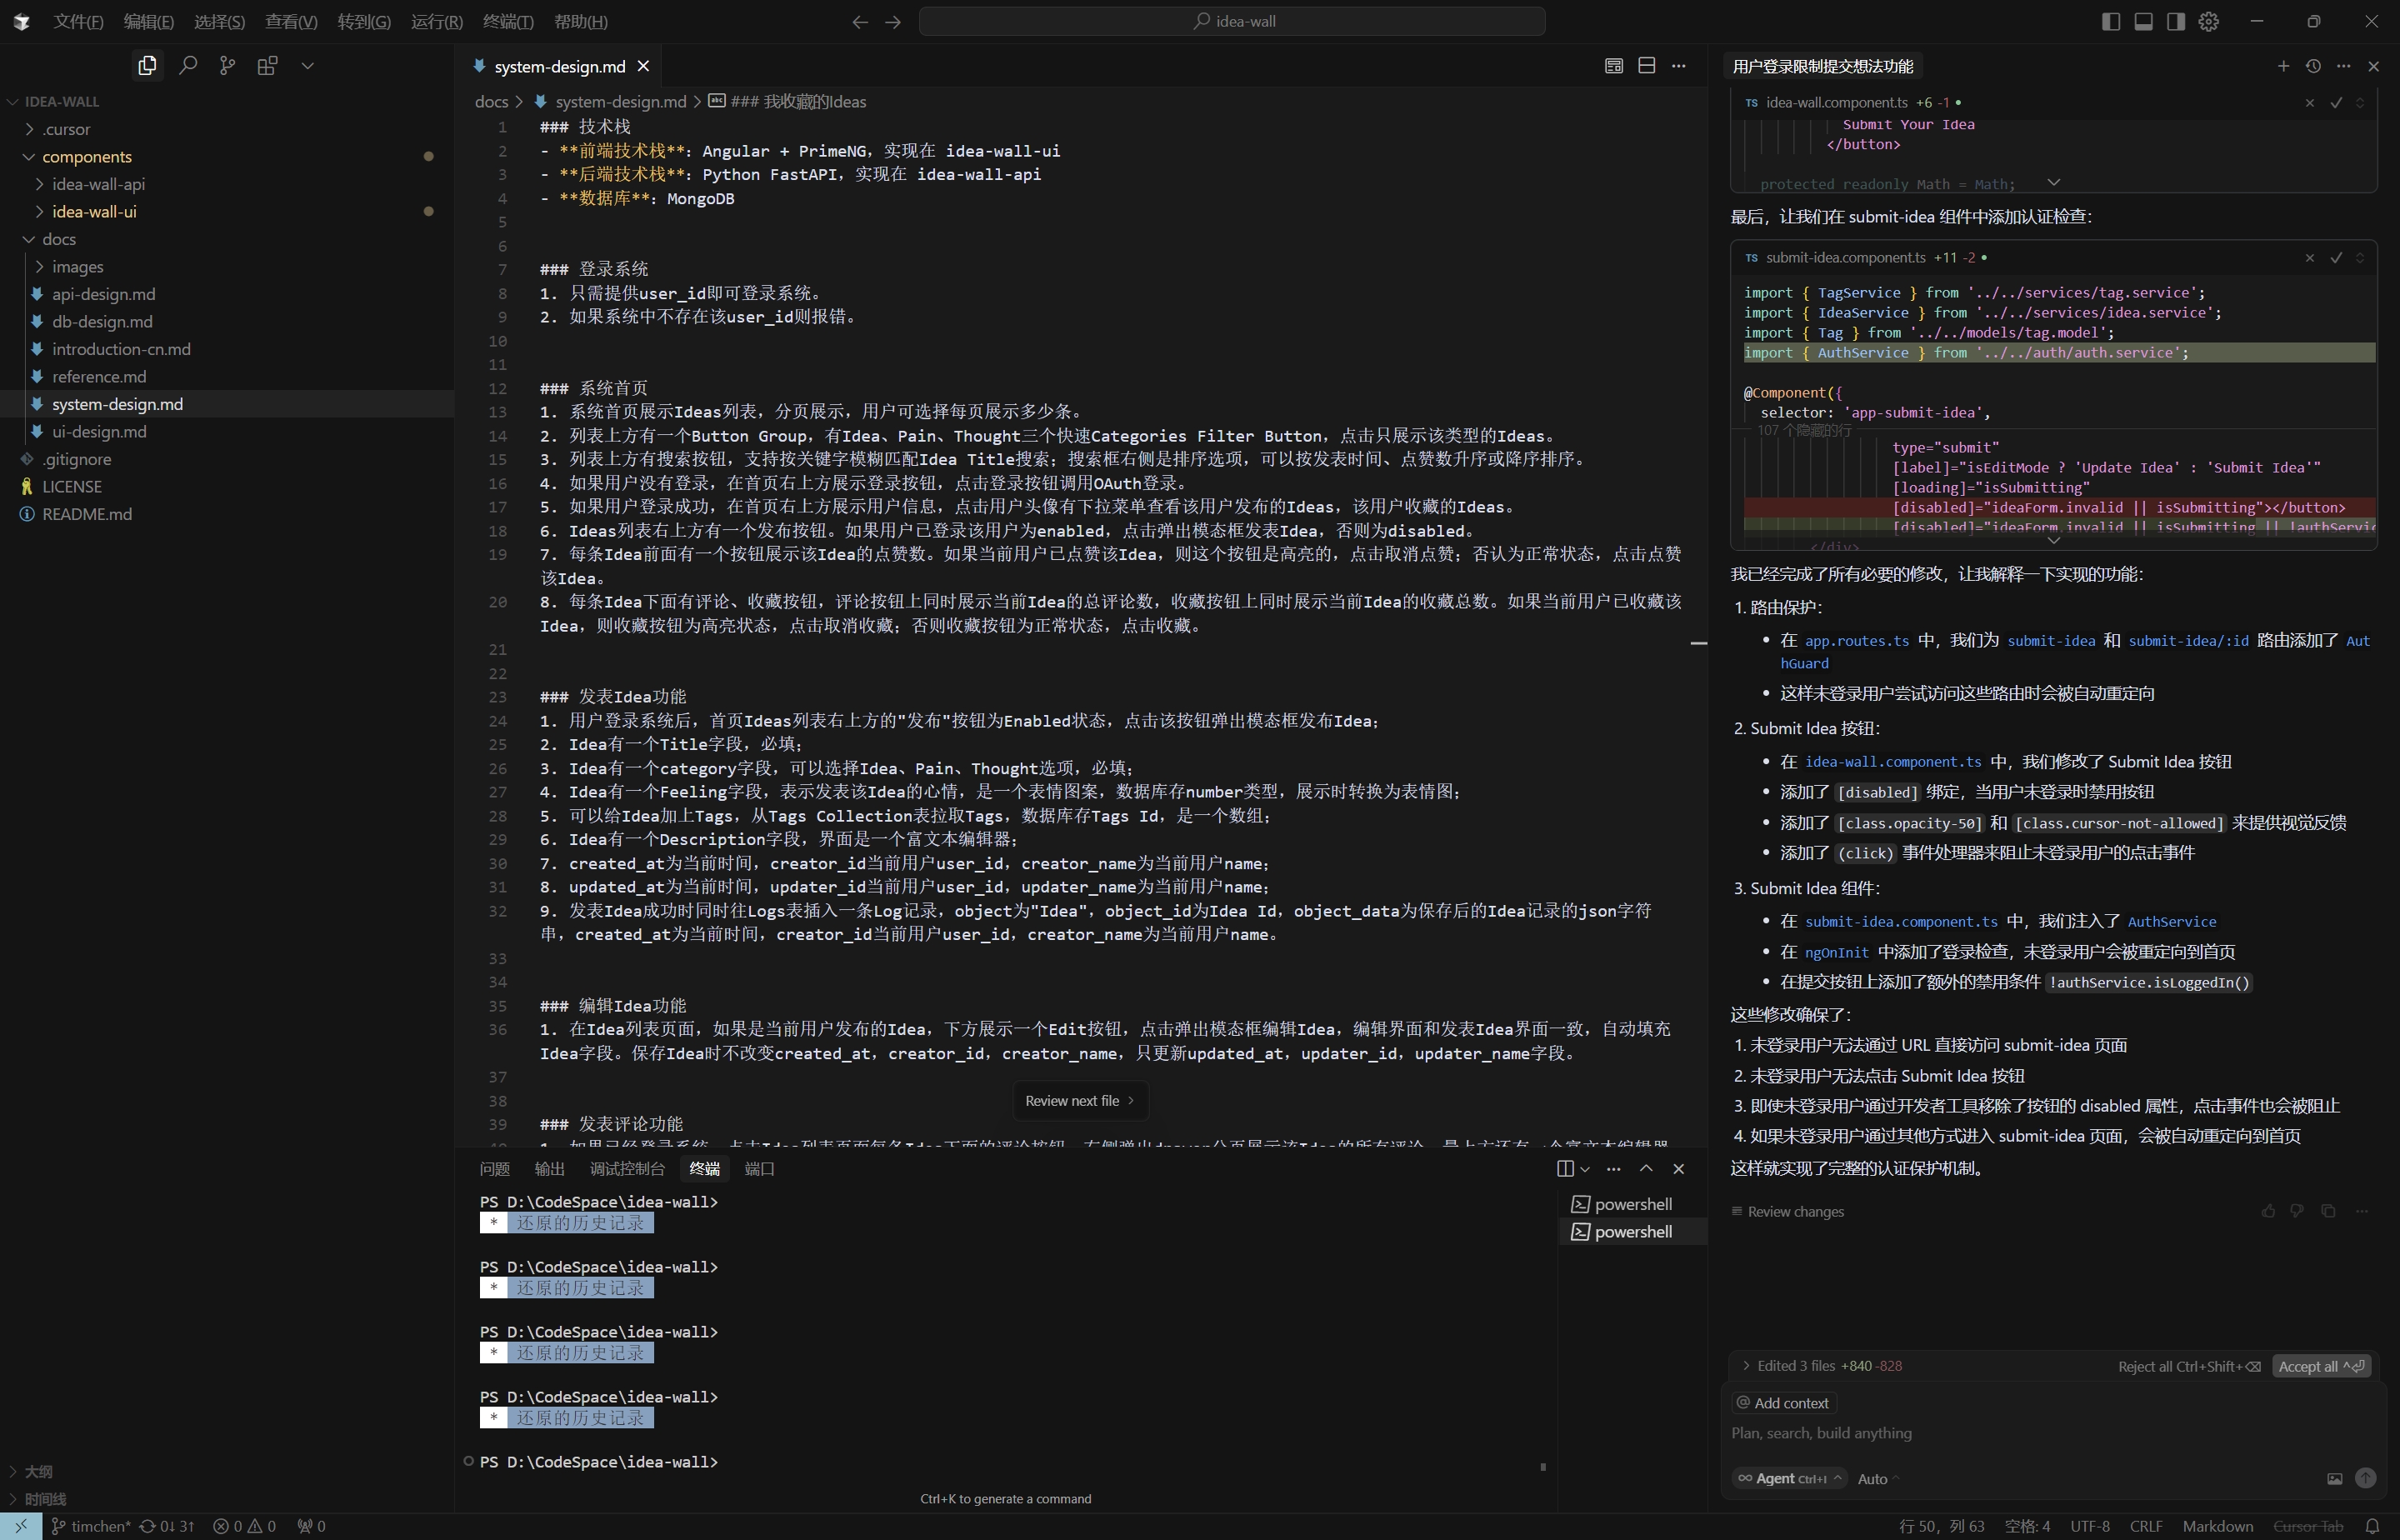 文件(F) 编辑(E) 选择(S) 查看(V) 转到(G) 运行(R) 终端(T) 帮助(H)
idea-wall
IDEA-WALL
.cursor
components
idea-wall-api
idea-wall-ui
docs
images
api-design.md
db-design.md
introduction-cn.md
reference.md
system-design.md
ui-design.md
.gitignore
LICENSE
README.md
大纲
时间线
system-design.md
docs > system-design.md > ### 我收藏的Ideas
1 ### 技术栈
2 - **前端技术栈**: Angular + PrimeNG，实现在 idea-wall-ui
3 - **后端技术栈**: Python FastAPI，实现在 idea-wall-api
4 - **数据库**: MongoDB
5
6
7 ### 登录系统
8 1. 只需提供user_id即可登录系统。
9 2. 如果系统中不存在该user_id则报错。
10
11
12 ### 系统首页
13 1. 系统首页展示Ideas列表，分页展示，用户可选择每页展示多少条。
14 2. 列表上方有一个Button Group，有Idea、Pain、Thought三个快速Categories Filter Button，点击只展示该类型的Ideas。
15 3. 列表上方有搜索按钮，支持按关键字模糊匹配Idea Title搜索；搜索框右侧是排序选项，可以按发表时间、点赞数升序或降序排序。
16 4. 如果用户没有登录，在首页右上方展示登录按钮，点击登录按钮调用OAuth登录。
17 5. 如果用户登录成功，在首页右上方展示用户信息，点击用户头像有下拉菜单查看该用户发布的Ideas，该用户收藏的Ideas。
18 6. Ideas列表右上方有一个发布按钮。如果用户已登录该用户为enabled，点击弹出模态框发表Idea，否则为disabled。
19 7. 每条Idea前面有一个按钮展示该Idea的点赞数。如果当前用户已点赞该Idea，则这个按钮是高亮的，点击取消点赞；否认为正常状态，点击点赞
该Idea。
20 8. 每条Idea下面有评论、收藏按钮，评论按钮上同时展示当前Idea的总评论数，收藏按钮上同时展示当前Idea的收藏总数。如果当前用户已收藏该
Idea，则收藏按钮为高亮状态，点击取消收藏；否则收藏按钮为正常状态，点击收藏。
21
22
23 ### 发表Idea功能
24 1. 用户登录系统后，首页Ideas列表右上方的"发布"按钮为Enabled状态，点击该按钮弹出模态框发布Idea；
25 2. Idea有一个Title字段，必填；
26 3. Idea有一个category字段，可以选择Idea、Pain、Thought选项，必填；
27 4. Idea有一个Feeling字段，表示发表该Idea的心情，是一个表情图案，数据库存number类型，展示时转换为表情图；
28 5. 可以给Idea加上Tags，从Tags Collection表拉取Tags，数据库存Tags Id，是一个数组；
29 6. Idea有一个Description字段，界面是一个富文本编辑器；
30 7. created_at为当前时间，creator_id当前用户user_id，creator_name为当前用户name；
31 8. updated_at为当前时间，updater_id当前用户user_id，updater_name为当前用户name；
32 9. 发表Idea成功时同时往Logs表插入一条Log记录，object为"Idea"，object_id为Idea Id，object_data为保存后的Idea记录的json字符
串，created_at为当前时间，creator_id当前用户user_id，creator_name为当前用户name。
33
34
35 ### 编辑Idea功能
36 1. 在Idea列表页面，如果是当前用户发布的Idea，下方展示一个Edit按钮，点击弹出模态框编辑Idea，编辑界面和发表Idea界面一致，自动填充
Idea字段。保存Idea时不改变created_at，creator_id，creator_name，只更新updated_at，updater_id，updater_name字段。
37
38
39 ### 发表评论功能
Review next file
问题 输出 调试控制台 终端 端口
PS D:\CodeSpace\idea-wall>
* 还原的历史记录
PS D:\CodeSpace\idea-wall>
* 还原的历史记录
PS D:\CodeSpace\idea-wall>
* 还原的历史记录
PS D:\CodeSpace\idea-wall>
* 还原的历史记录
PS D:\CodeSpace\idea-wall>
Ctrl+K to generate a command
powershell
powershell
用户登录限制提交想法功能
TS idea-wall.component.ts +6 -1
Submit Your Idea
</button>
protected readonly Math = Math;
最后，让我们在 submit-idea 组件中添加认证检查：
TS submit-idea.component.ts +11 -2
import { TagService } from '../../services/tag.service';
import { IdeaService } from '../../services/idea.service';
import { Tag } from '../../models/tag.model';
import { AuthService } from '../../auth/auth.service';
@Component({
selector: 'app-submit-idea',
107 个隐藏的行
type="submit"
[label]="isEditMode ? 'Update Idea' : 'Submit Idea'"
[loading]="isSubmitting"
[disabled]="ideaForm.invalid || isSubmitting"></button>
[disabled]="ideaForm.invalid || isSubmitting || !authServic
</div>
我已经完成了所有必要的修改，让我解释一下实现的功能：
1. 路由保护：
• 在 app.routes.ts 中，我们为 submit-idea 和 submit-idea/:id 路由添加了 Aut
hGuard
• 这样未登录用户尝试访问这些路由时会被自动重定向
2. Submit Idea 按钮：
• 在 idea-wall.component.ts 中，我们修改了 Submit Idea 按钮
• 添加了 [disabled] 绑定，当用户未登录时禁用按钮
• 添加了 [class.opacity-50] 和 [class.cursor-not-allowed] 来提供视觉反馈
• 添加了 (click) 事件处理器来阻止未登录用户的点击事件
3. Submit Idea 组件：
• 在 submit-idea.component.ts 中，我们注入了 AuthService
• 在 ngOnInit 中添加了登录检查，未登录用户会被重定向到首页
• 在提交按钮上添加了额外的禁用条件 !authService.isLoggedIn()
这些修改确保了：
1. 未登录用户无法通过 URL 直接访问 submit-idea 页面
2. 未登录用户无法点击 Submit Idea 按钮
3. 即使未登录用户通过开发者工具移除了按钮的 disabled 属性，点击事件也会被阻止
4. 如果未登录用户通过其他方式进入 submit-idea 页面，会被自动重定向到首页
这样就实现了完整的认证保护机制。
Review changes
Edited 3 files +840 -828 Reject all Ctrl+Shift+⌫ Accept all ^⏎
@ Add context
Plan, search, build anything
∞ Agent Ctrl+I Auto
timchen* 0↓ 3↑ 0 0 0
行 50，列 63 空格: 4 UTF-8 CRLF Markdown Cursor Tab